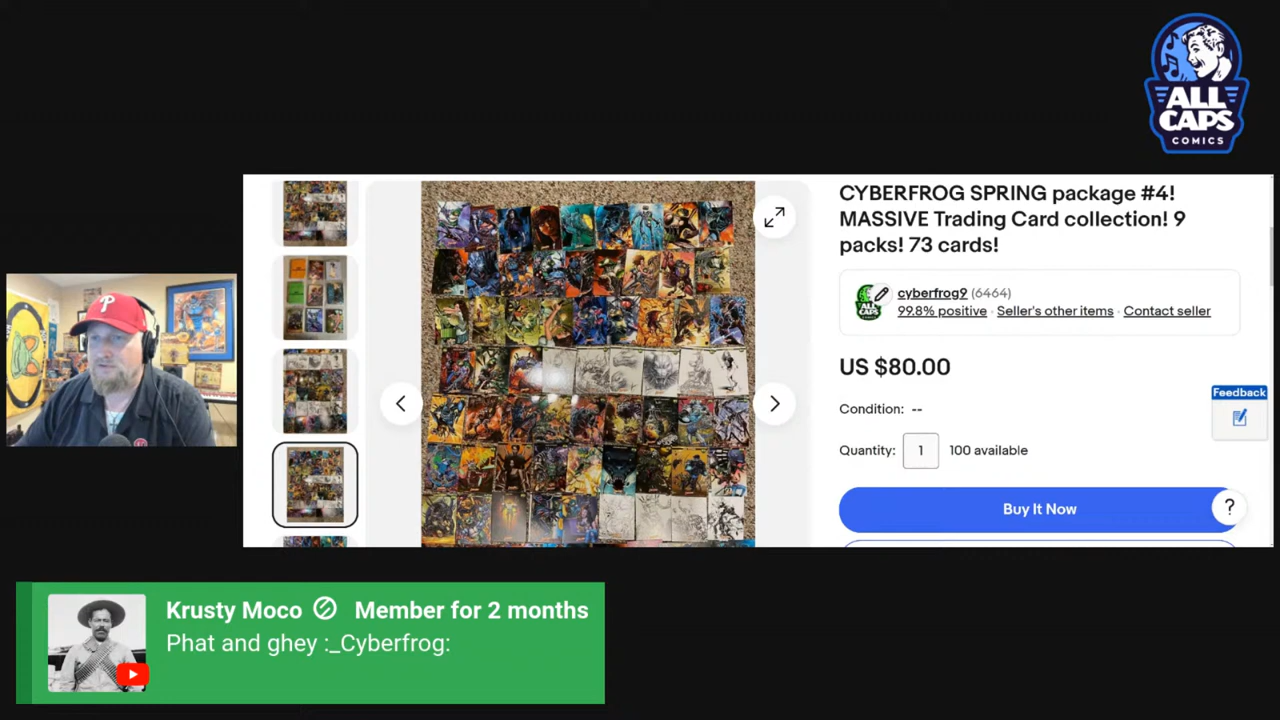 ALL
CAPS
COMICS
CYBERFROG SPRING package #4!
MASSIVE Trading Card collection! 9
packs! 73 cards!
cyberfrog9 (6464)
99.8% positive · Seller's other items · Contact seller
US $80.00
Condition: --
Quantity: 1 100 available
Buy It Now
?
Feedback
Krusty Moco Member for 2 months
Phat and ghey :_Cyberfrog: